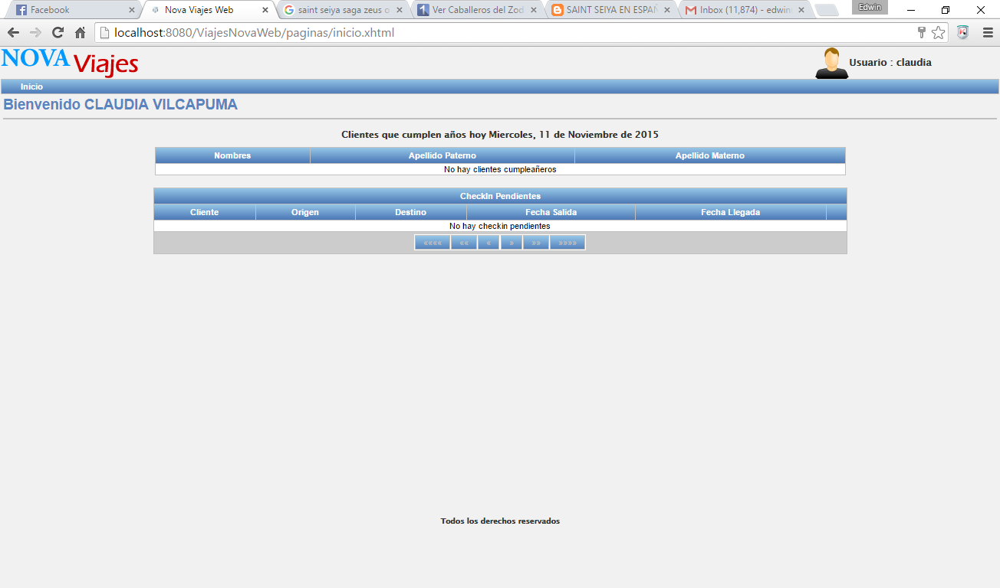 Facebook
Nova Viajes Web
saint seiya saga zeus o
Ver Caballeros del Zod
SAINT SEIYA EN ESPAÑ
Inbox (11,874) - edwin
Edwin
localhost:8080/ViajesNovaWeb/paginas/inicio.xhtml
NOVA Viajes
Usuario : claudia
Inicio
Bienvenido CLAUDIA VILCAPUMA
Clientes que cumplen años hoy Miercoles, 11 de Noviembre de 2015
Nombres Apellido Paterno Apellido Materno
No hay clientes cumpleañeros
CheckIn Pendientes
Cliente Origen Destino Fecha Salida Fecha Llegada
No hay checkin pendientes
«««« «« « » »» »»»»
Todos los derechos reservados